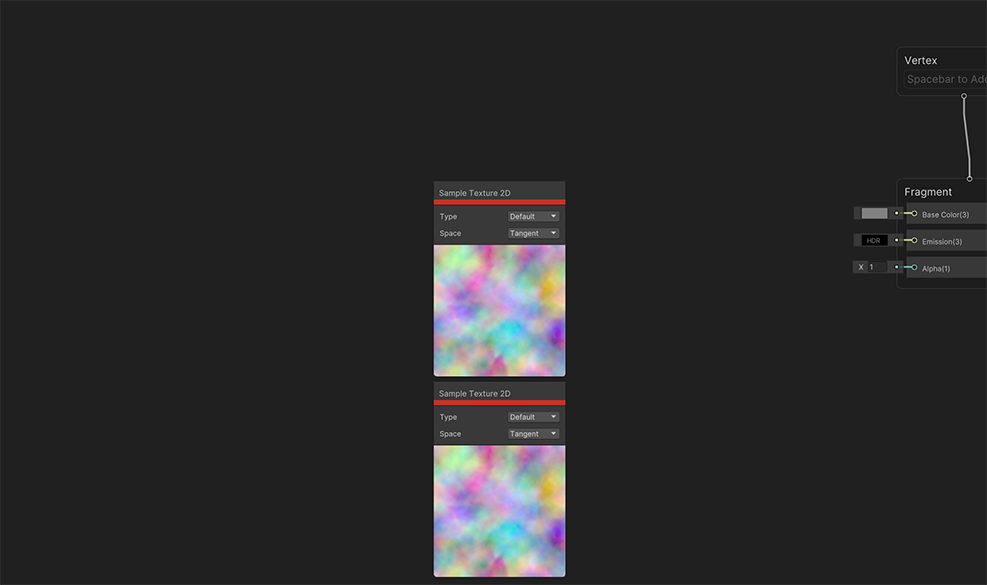 Vertex
Spacebar to Add
Sample Texture 2D
Type Default
Space Tangent
Fragment
Base Color(3)
HDR Emission(3)
X 1 Alpha(1)
Sample Texture 2D
Type Default
Space Tangent